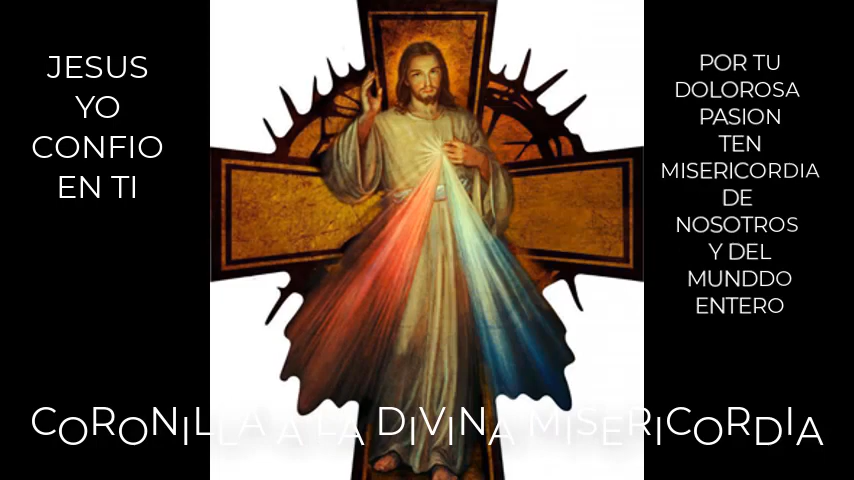 JESUS
YO
CONFIO
EN TI
POR TU
DOLOROSA
PASION
TEN
MISERICORDIA
DE
NOSOTROS
Y DEL
MUNDDO
ENTERO
CORONILLA A LA DIVINA MISERICORDIA